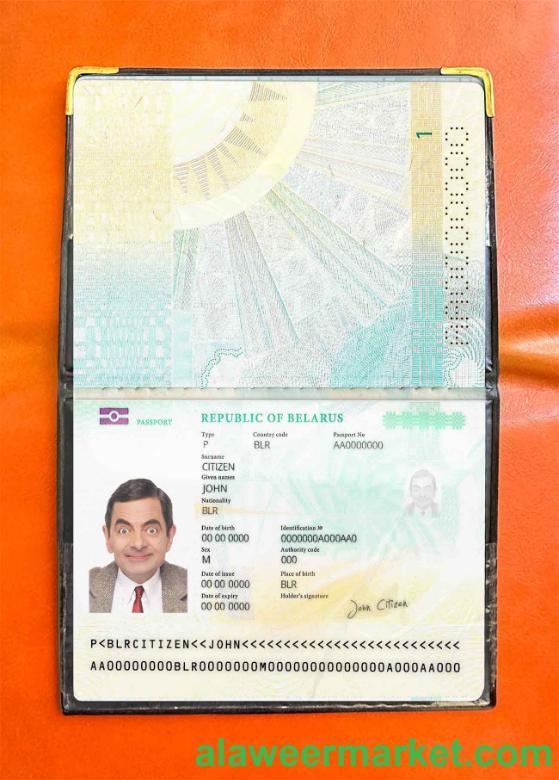 1
PASSPORT
REPUBLIC OF BELARUS
Type Country code Passport No
P BLR AA0000000
Surname
CITIZEN
Given names
JOHN
Nationality
BLR
Date of birth Identification №
00 00 0000 0000000A000AA0
Sex Authority code
M 000
Date of issue Place of birth
00 00 0000 BLR
Date of expiry Holder's signature
00 00 0000 John Citizen
P<BLRCITIZEN<<JOHN<<<<<<<<<<<<<<<<<<<<<<<<<<
AA00000000BLR0000000M00000000000000A000AA000
alaweermarket.com